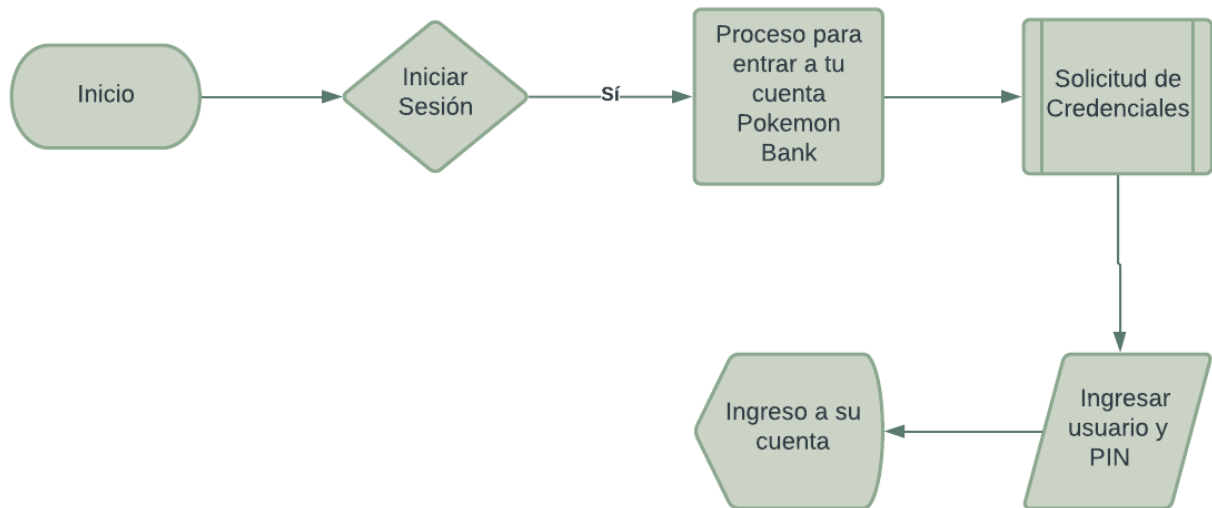 Inicio
Iniciar
Sesión
Sí
Proceso para
entrar a tu
cuenta
Pokemon
Bank
Solicitud de
Credenciales
Ingresar
usuario y
PIN
Ingreso a su
cuenta